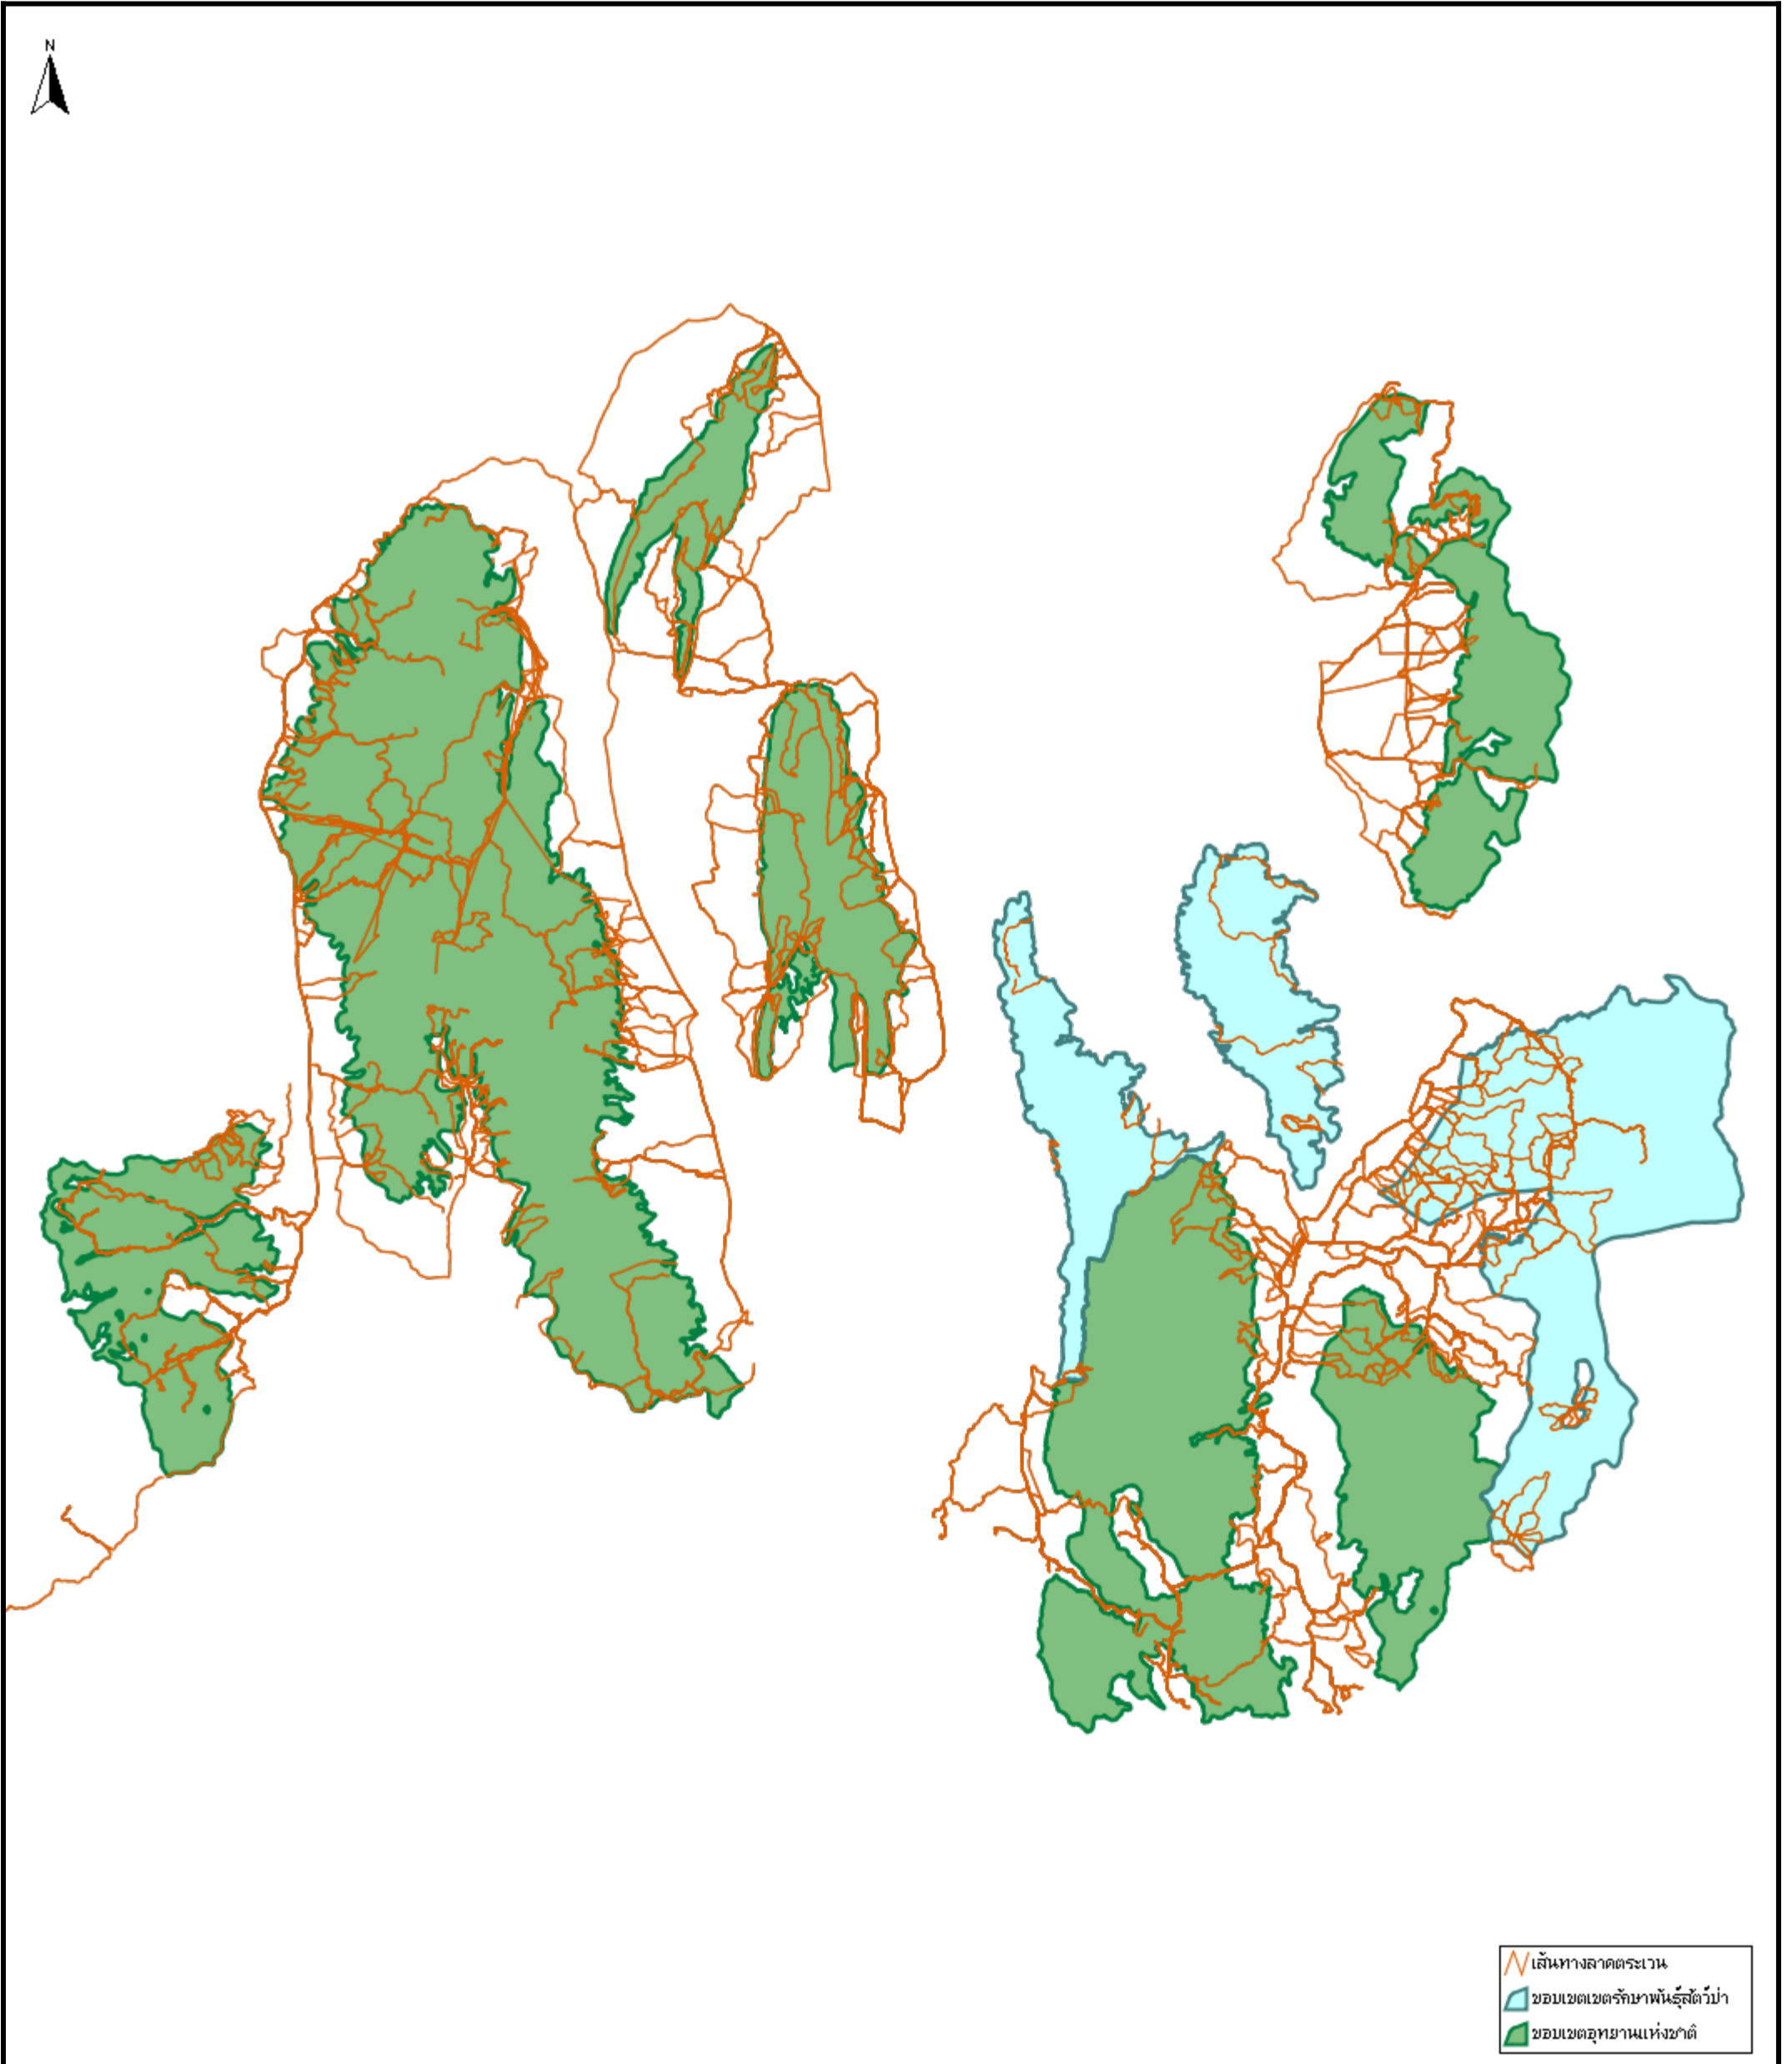 N
เส้นทางลาดตระเวน
ขอบเขตเขตรักษาพันธุ์สัตว์ป่า
ขอบเขตอุทยานแห่งชาติ